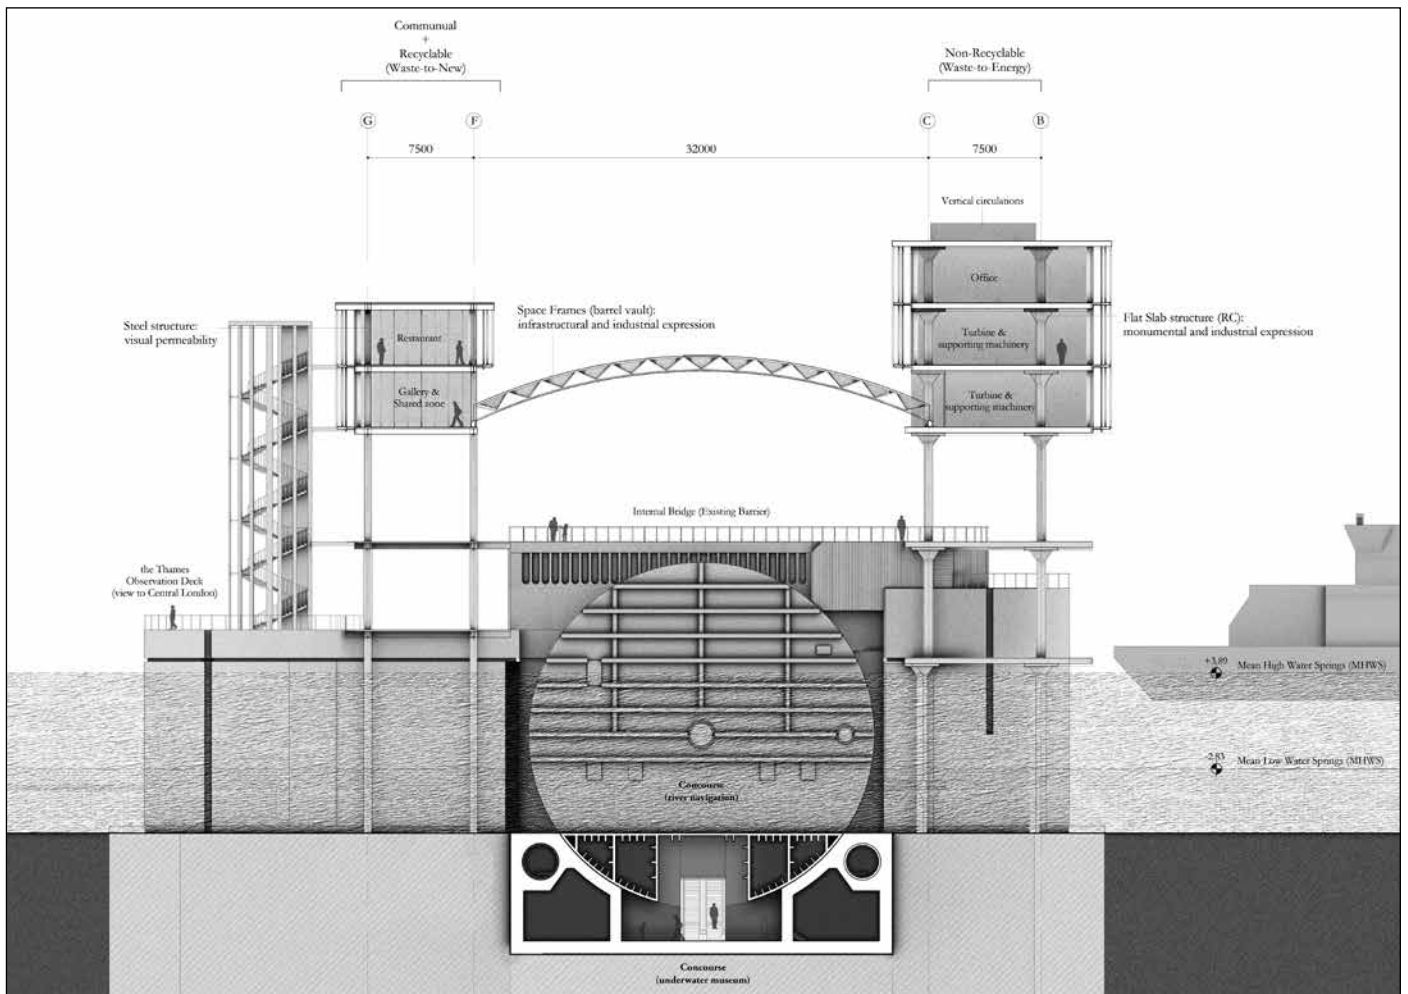 Communual
+
Recyclable
(Waste-to-New)
Non-Recyclable
(Waste-to-Energy)
G
F
C
B
7500
32000
7500
Vertical circulations
Office
Steel structure:
visual permeability
Space Frames (barrel vault):
infrastructural and industrial expression
Restaurant
Turbine &
supporting machinery
Flat Slab structure (RC):
monumental and industrial expression
Gallery &
Shared zone
Turbine &
supporting machinery
Internal Bridge (Existing Barrier)
the Thames
Observation Deck
(view to Central London)
+3.89
Mean High Water Springs (MHWS)
-2.83
Mean Low Water Springs (MHWS)
Concourse
(river navigation)
Concourse
(underwater museum)